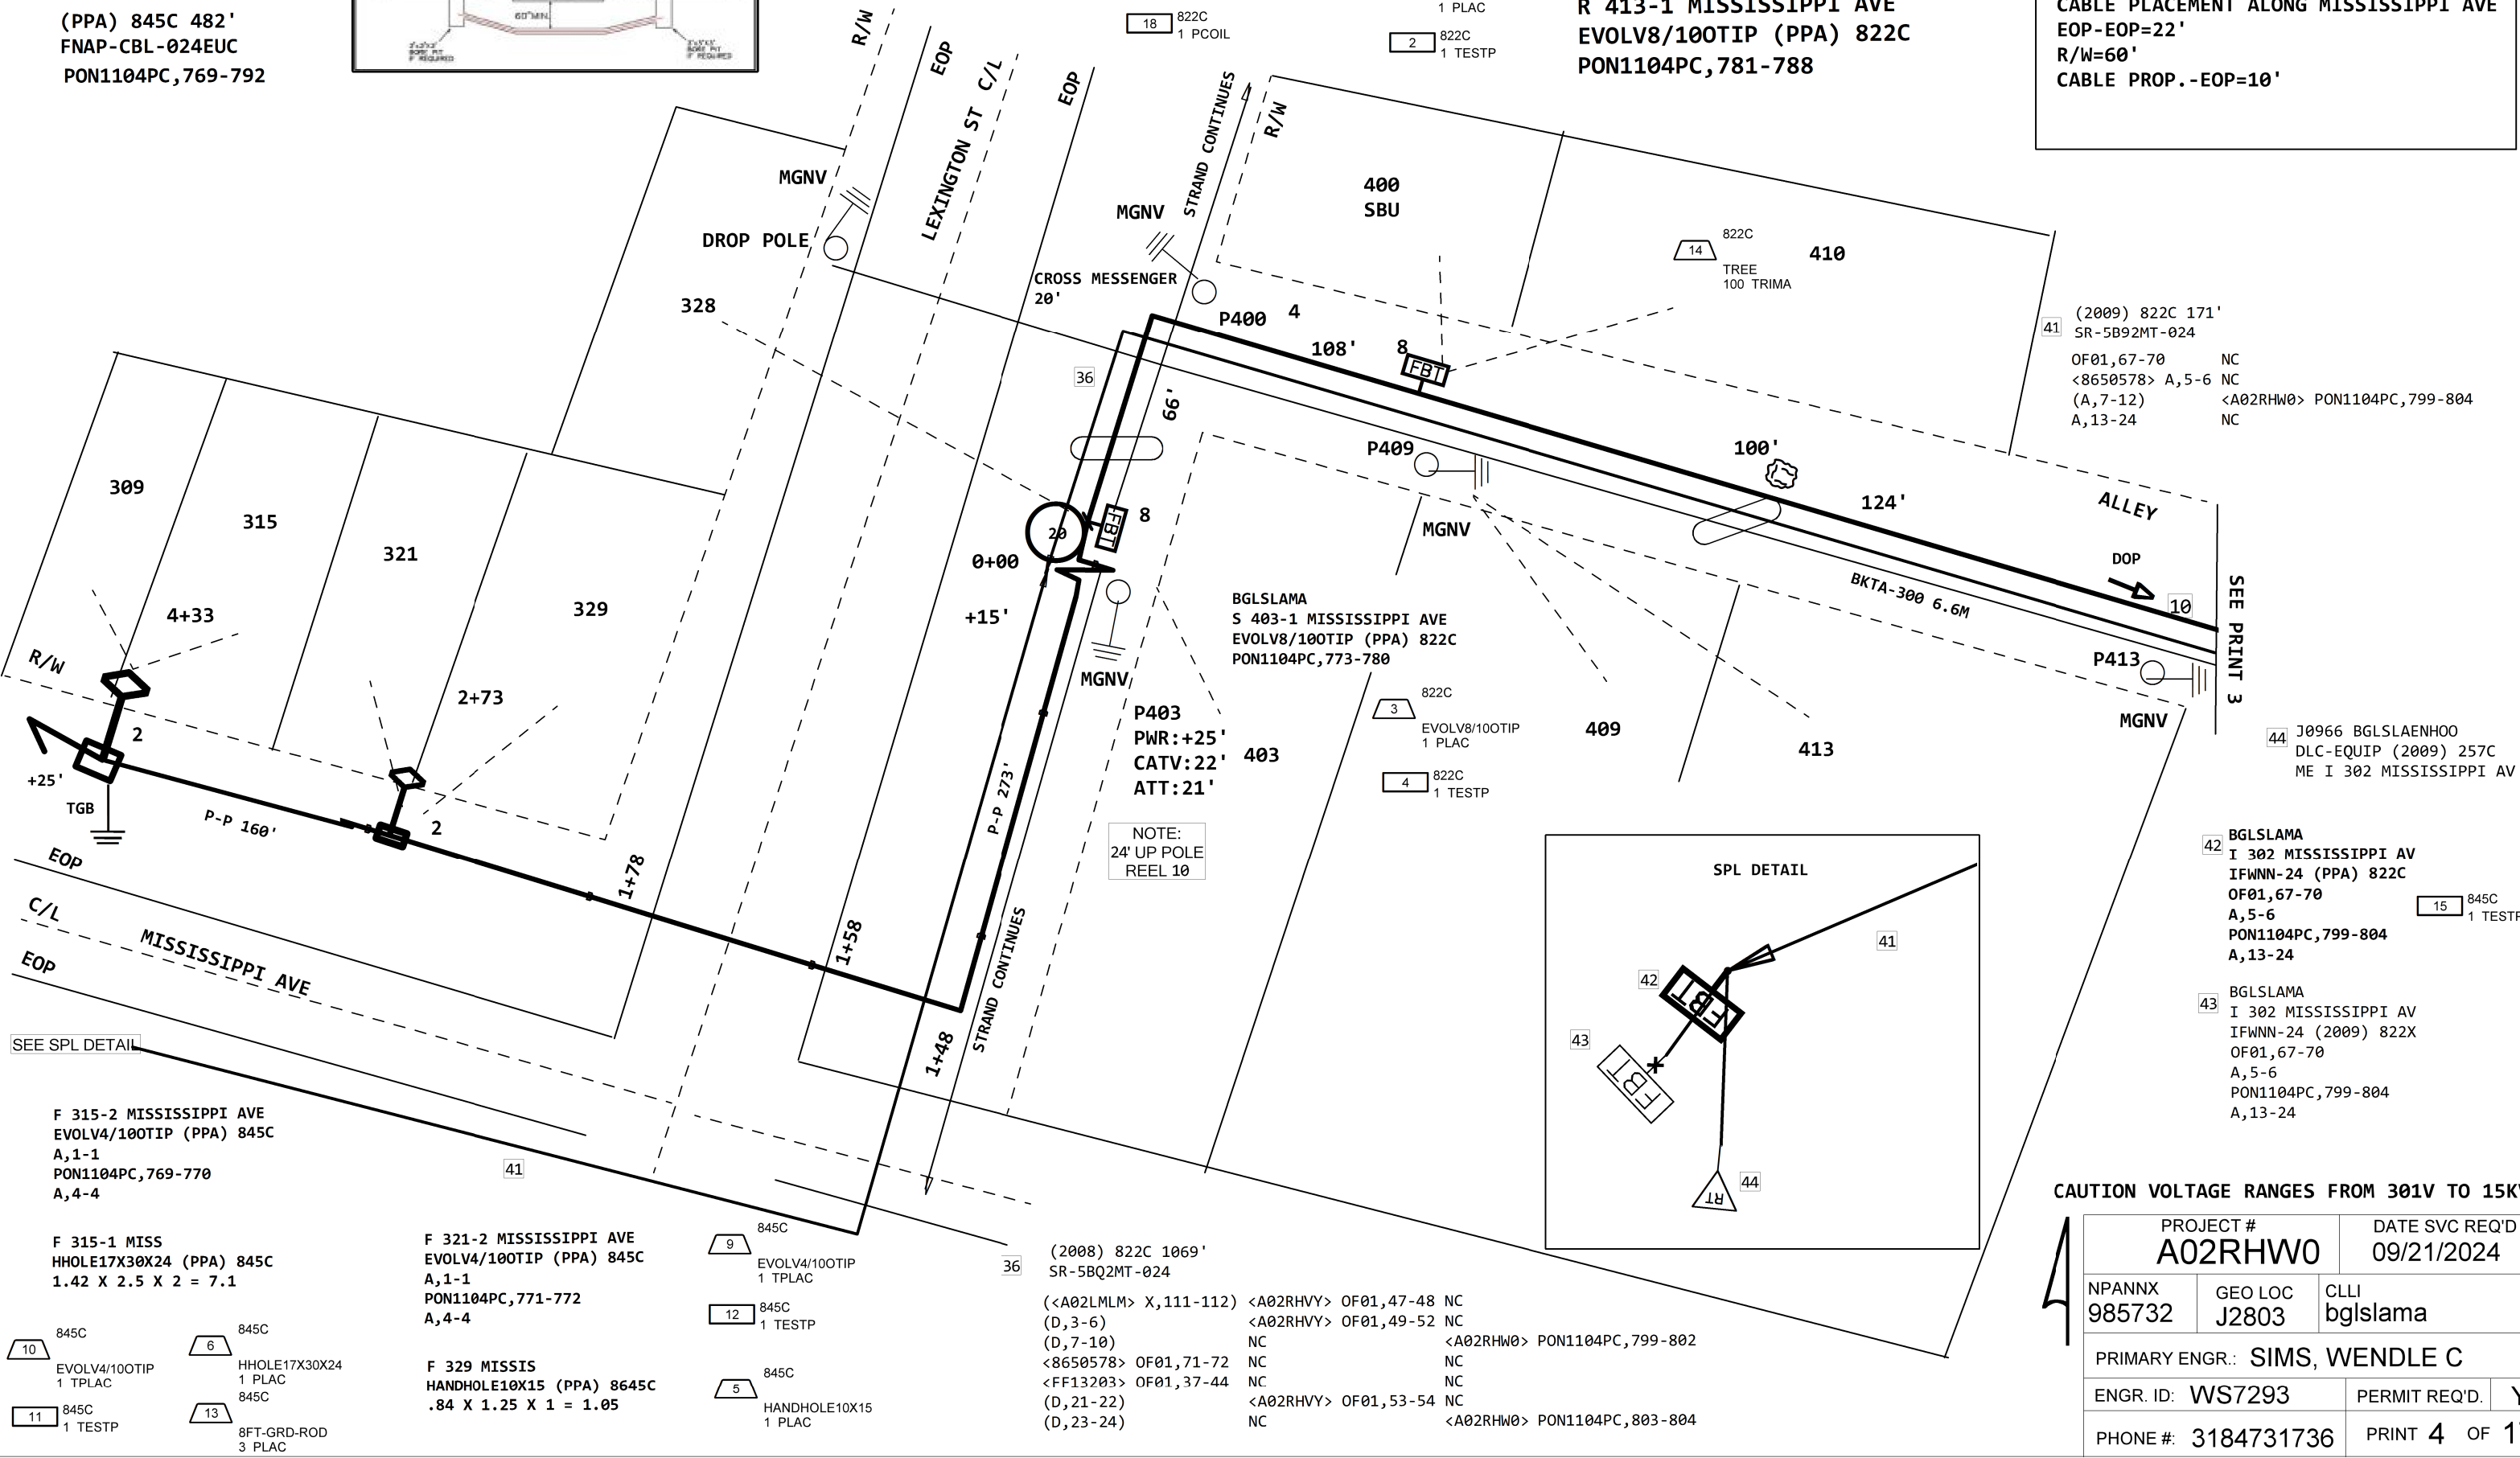 (PPA) 845C 482'
FNAP-CBL-024EUC
PON1104PC,769-792
60"MIN.
3'x3'x3'
BORE PIT
IF REQUIRED
3'x3'x3'
BORE PIT
IF REQUIRED
18
822C
1 PCOIL
1 PLAC
2
822C
1 TESTP
R 413-1 MISSISSIPPI AVE
EVOLV8/10OTIP (PPA) 822C
PON1104PC,781-788
CABLE PLACEMENT ALONG MISSISSIPPI AVE
EOP-EOP=22'
R/W=60'
CABLE PROP.-EOP=10'
R/W
EOP
LEXINGTON ST C/L
EOP
STRAND CONTINUES
R/W
MGNV
DROP POLE
MGNV
CROSS MESSENGER
20'
400
SBU
14
822C
TREE
100 TRIMA
410
328
36
66'
P400
4
108'
8
FBT
P409
MGNV
100'
124'
ALLEY
DOP
10
SEE PRINT 3
BKTA-300 6.6M
P413
MGNV
41
(2009) 822C 171'
SR-5B92MT-024
OF01,67-70 NC
<8650578> A,5-6 NC
(A,7-12) <A02RHW0> PON1104PC,799-804
A,13-24 NC
309
315
321
329
4+33
2+73
R/W
2
+25'
TGB
P-P 160'
2
EOP
C/L
MISSISSIPPI AVE
EOP
1+78
1+58
1+48
20
FBT
8
0+00
+15'
MGNV
P-P 273'
STRAND CONTINUES
P403
PWR:+25'
CATV:22'
ATT:21'
403
NOTE:
24' UP POLE
REEL 10
BGLSLAMA
S 403-1 MISSISSIPPI AVE
EVOLV8/10OTIP (PPA) 822C
PON1104PC,773-780
3
822C
EVOLV8/10OTIP
1 PLAC
4
822C
1 TESTP
409
413
44
J0966 BGLSLAENHOO
DLC-EQUIP (2009) 257C
ME I 302 MISSISSIPPI AV
42
BGLSLAMA
I 302 MISSISSIPPI AV
IFWNN-24 (PPA) 822C
OF01,67-70
A,5-6
PON1104PC,799-804
A,13-24
15
845C
1 TESTP
43
BGLSLAMA
I 302 MISSISSIPPI AV
IFWNN-24 (2009) 822X
OF01,67-70
A,5-6
PON1104PC,799-804
A,13-24
SPL DETAIL
41
42
FBT
43
FBT
44
RT
SEE SPL DETAIL
41
F 315-2 MISSISSIPPI AVE
EVOLV4/10OTIP (PPA) 845C
A,1-1
PON1104PC,769-770
A,4-4
F 315-1 MISS
HHOLE17X30X24 (PPA) 845C
1.42 X 2.5 X 2 = 7.1
10
845C
EVOLV4/10OTIP
1 TPLAC
6
845C
HHOLE17X30X24
1 PLAC
11
845C
1 TESTP
13
845C
8FT-GRD-ROD
3 PLAC
F 321-2 MISSISSIPPI AVE
EVOLV4/10OTIP (PPA) 845C
A,1-1
PON1104PC,771-772
A,4-4
F 329 MISSIS
HANDHOLE10X15 (PPA) 8645C
.84 X 1.25 X 1 = 1.05
9
845C
EVOLV4/10OTIP
1 TPLAC
12
845C
1 TESTP
5
845C
HANDHOLE10X15
1 PLAC
36
(2008) 822C 1069'
SR-5BQ2MT-024
(<A02LMLM> X,111-112) <A02RHVY> OF01,47-48 NC
(D,3-6) <A02RHVY> OF01,49-52 NC
(D,7-10) NC <A02RHW0> PON1104PC,799-802
<8650578> OF01,71-72 NC NC
<FF13203> OF01,37-44 NC NC
(D,21-22) <A02RHVY> OF01,53-54 NC
(D,23-24) NC <A02RHW0> PON1104PC,803-804
CAUTION VOLTAGE RANGES FROM 301V TO 15KV
PROJECT #
A02RHW0
DATE SVC REQ'D
09/21/2024
NPANNX
985732
GEO LOC
J2803
CLLI
bglslama
PRIMARY ENGR.: SIMS, WENDLE C
ENGR. ID: WS7293
PERMIT REQ'D. Y
PHONE #: 3184731736
PRINT 4 OF 1